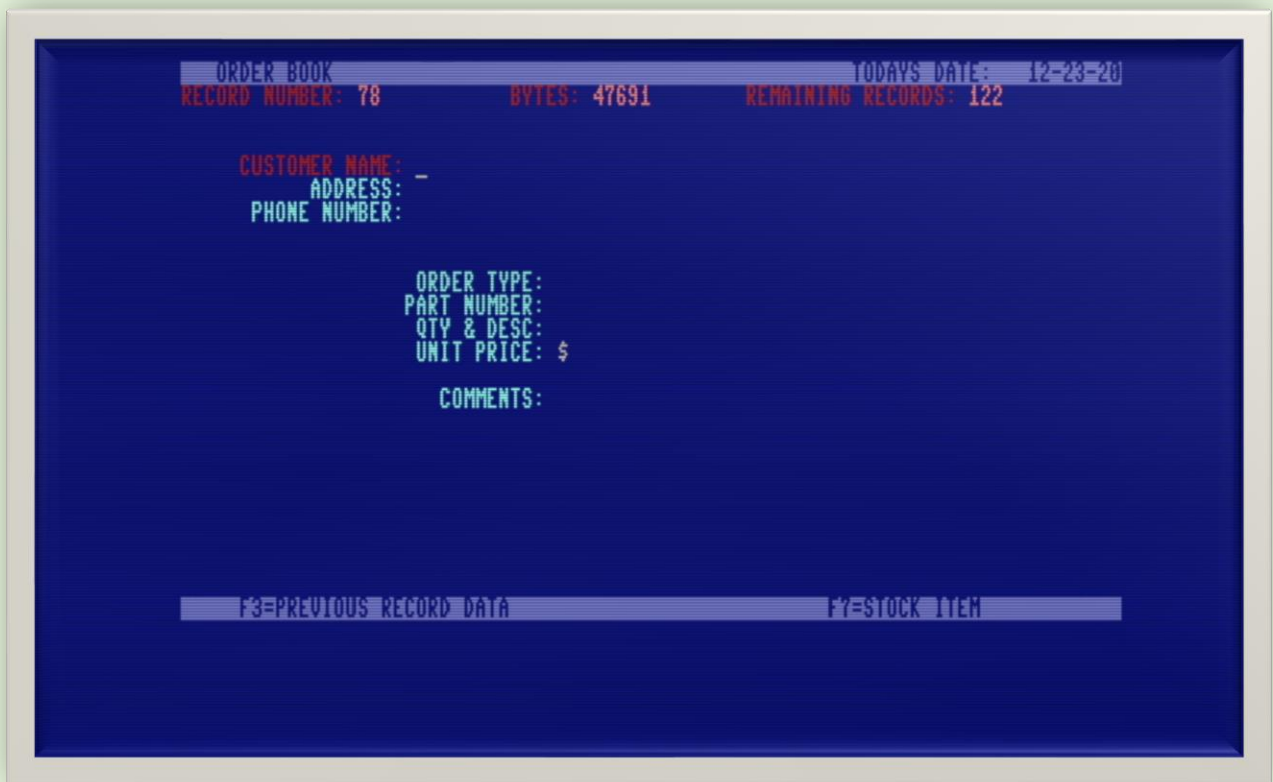 ORDER BOOK TODAYS DATE: 12-23-20
RECORD NUMBER: 78 BYTES: 47691 REMAINING RECORDS: 122
CUSTOMER NAME: _
ADDRESS:
PHONE NUMBER:
ORDER TYPE:
PART NUMBER:
QTY & DESC:
UNIT PRICE: $
COMMENTS:
F3=PREVIOUS RECORD DATA F7=STOCK ITEM